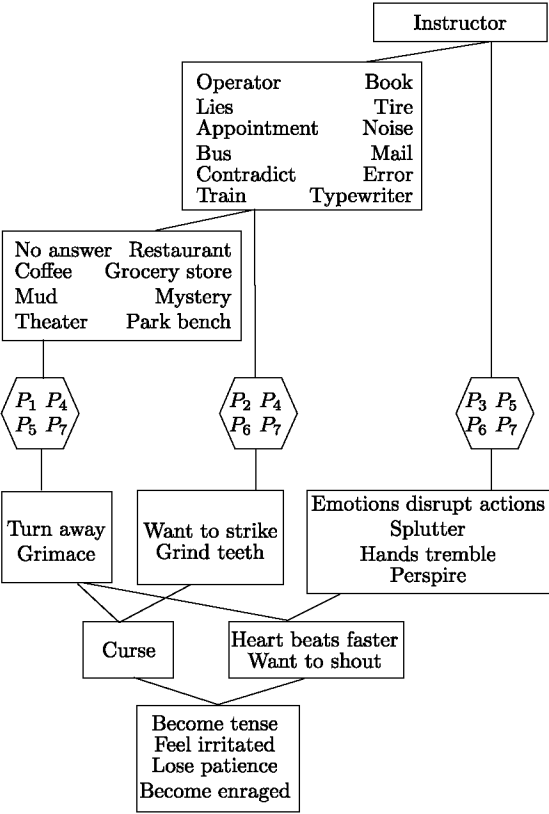 Instructor
Operator Book
Lies Tire
Appointment Noise
Bus Mail
Contradict Error
Train Typewriter
No answer Restaurant
Coffee Grocery store
Mud Mystery
Theater Park bench
P1 P4
P5 P7
P2 P4
P6 P7
P3 P5
P6 P7
Turn away
Grimace
Want to strike
Grind teeth
Emotions disrupt actions
Splutter
Hands tremble
Perspire
Curse
Heart beats faster
Want to shout
Become tense
Feel irritated
Lose patience
Become enraged